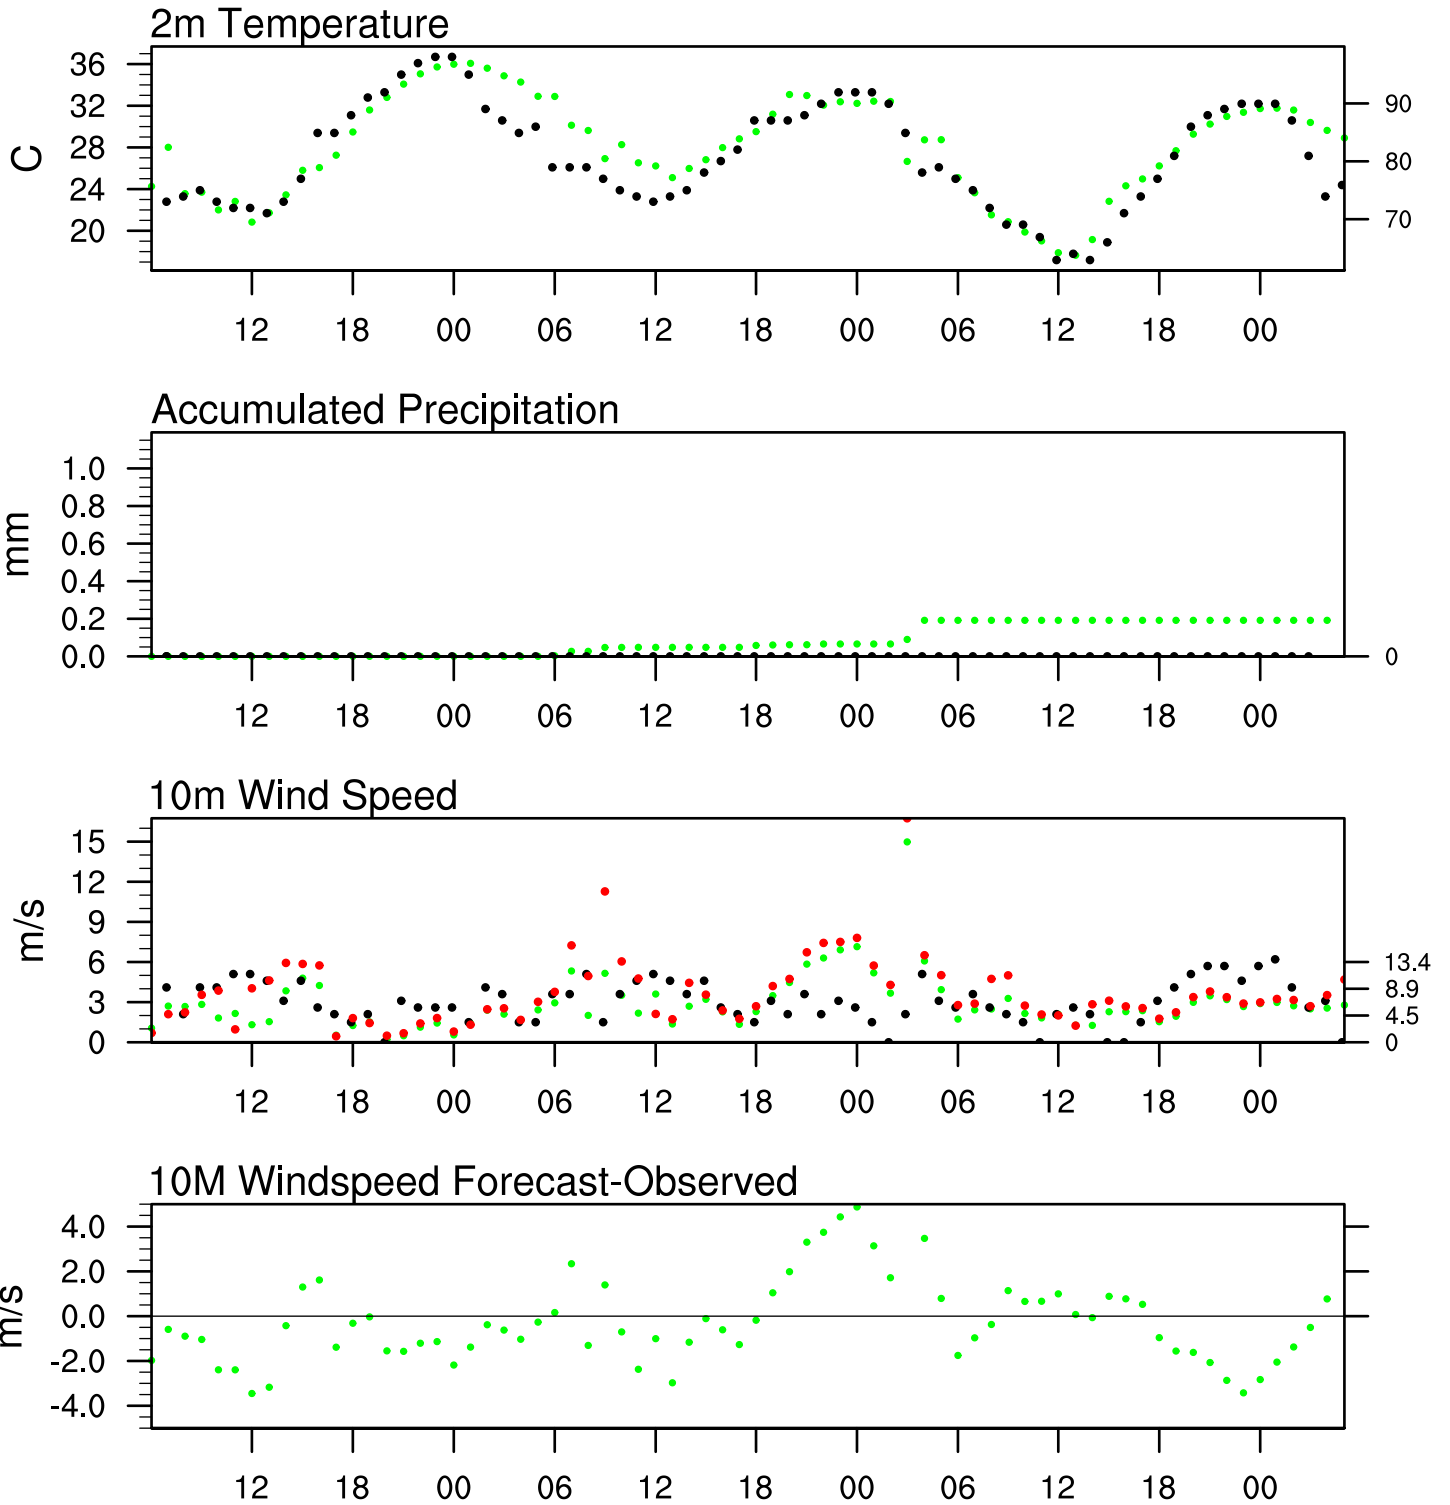 2m Temperature
36
32
28
24
20
C
90
80
70
12 18 00 06 12 18 00 06 12 18 00
Accumulated Precipitation
1.0
0.8
0.6
0.4
0.2
0.0
mm
0
12 18 00 06 12 18 00 06 12 18 00
10m Wind Speed
15
12
9
6
3
0
m/s
13.4
8.9
4.5
0
12 18 00 06 12 18 00 06 12 18 00
10M Windspeed Forecast-Observed
4.0
2.0
0.0
-2.0
-4.0
m/s
12 18 00 06 12 18 00 06 12 18 00